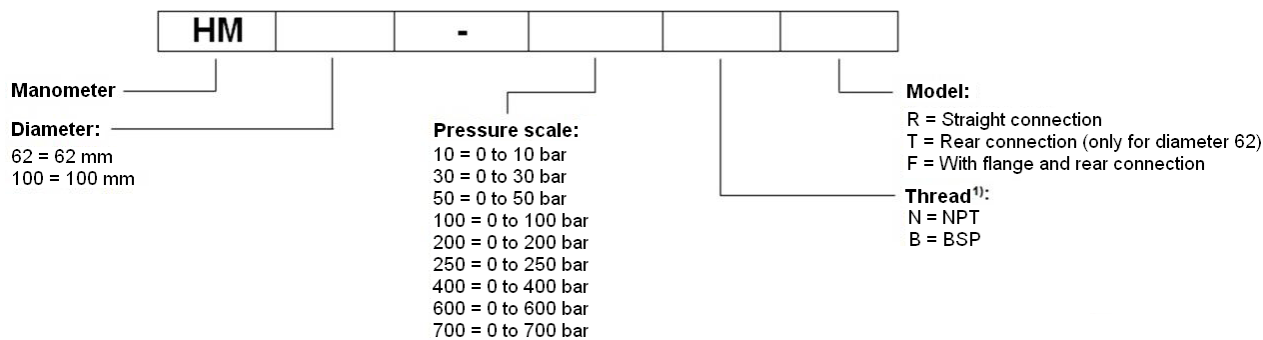 HM -
Manometer
Diameter:
62 = 62 mm
100 = 100 mm
Pressure scale:
10 = 0 to 10 bar
30 = 0 to 30 bar
50 = 0 to 50 bar
100 = 0 to 100 bar
200 = 0 to 200 bar
250 = 0 to 250 bar
400 = 0 to 400 bar
600 = 0 to 600 bar
700 = 0 to 700 bar
Model:
R = Straight connection
T = Rear connection (only for diameter 62)
F = With flange and rear connection
Thread¹⁾:
N = NPT
B = BSP